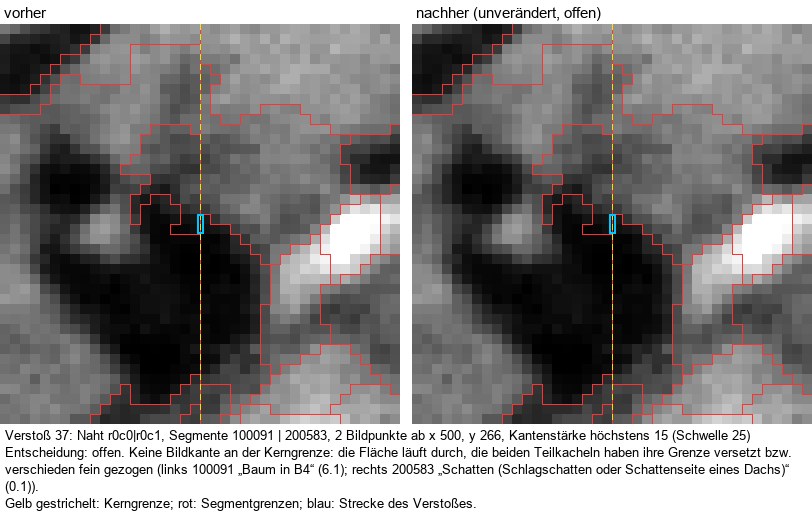 vorher
nachher (unverändert, offen)
Verstoß 37: Naht r0c0|r0c1, Segmente 100091 | 200583, 2 Bildpunkte ab x 500, y 266, Kantenstärke höchstens 15 (Schwelle 25)
Entscheidung: offen. Keine Bildkante an der Kerngrenze: die Fläche läuft durch, die beiden Teilkacheln haben ihre Grenze versetzt bzw.
verschieden fein gezogen (links 100091 „Baum in B4“ (6.1); rechts 200583 „Schatten (Schlagschatten oder Schattenseite eines Dachs)“
(0.1)).
Gelb gestrichelt: Kerngrenze; rot: Segmentgrenzen; blau: Strecke des Verstoßes.